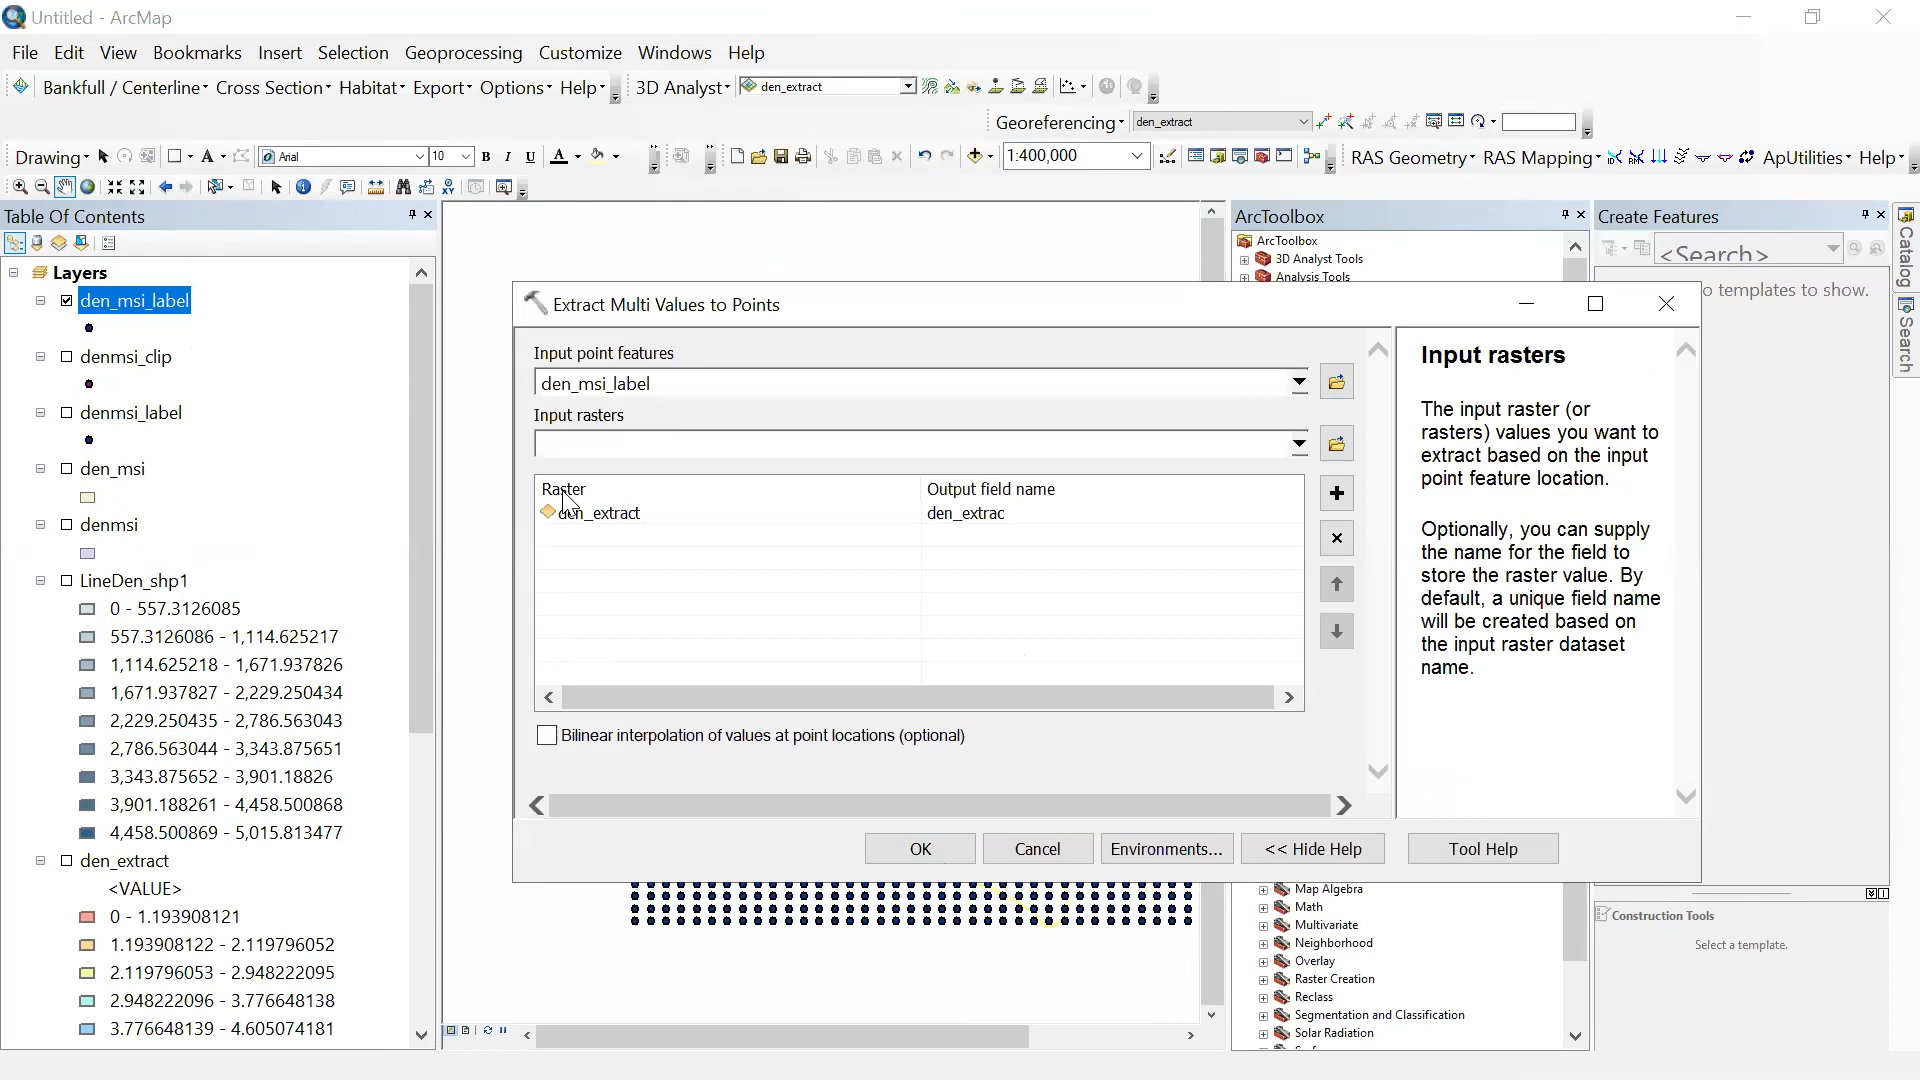 Untitled - ArcMap
File Edit View Bookmarks Insert Selection Geoprocessing Customize Windows Help
Bankfull / Centerline Cross Section Habitat Export Options Help 3D Analyst den_extract
Georeferencing den_extract
Drawing A Arial 10 B I U A 1:400,000 RAS Geometry RAS Mapping ApUtilities Help
Table Of Contents
Layers
den_msi_label
denmsi_clip
denmsi_label
den_msi
denmsi
LineDen_shp1
0 - 557.3126085
557.3126086 - 1,114.625217
1,114.625218 - 1,671.937826
1,671.937827 - 2,229.250434
2,229.250435 - 2,786.563043
2,786.563044 - 3,343.875651
3,343.875652 - 3,901.18826
3,901.188261 - 4,458.500868
4,458.500869 - 5,015.813477
den_extract
<VALUE>
0 - 1.193908121
1.193908122 - 2.119796052
2.119796053 - 2.948222095
2.948222096 - 3.776648138
3.776648139 - 4.605074181
ArcToolbox
ArcToolbox
3D Analyst Tools
Analysis Tools
Create Features
<Search>
o templates to show.
Catalog
Search
Extract Multi Values to Points
Input point features
den_msi_label
Input rasters
Raster Output field name
den_extract den_extrac
Bilinear interpolation of values at point locations (optional)
OK Cancel Environments... << Hide Help Tool Help
Input rasters
The input raster (or
rasters) values you want to
extract based on the input
point feature location.
Optionally, you can supply
the name for the field to
store the raster value. By
default, a unique field name
will be created based on
the input raster dataset
name.
Map Algebra
Math
Multivariate
Neighborhood
Overlay
Raster Creation
Reclass
Segmentation and Classification
Solar Radiation
Construction Tools
Select a template.